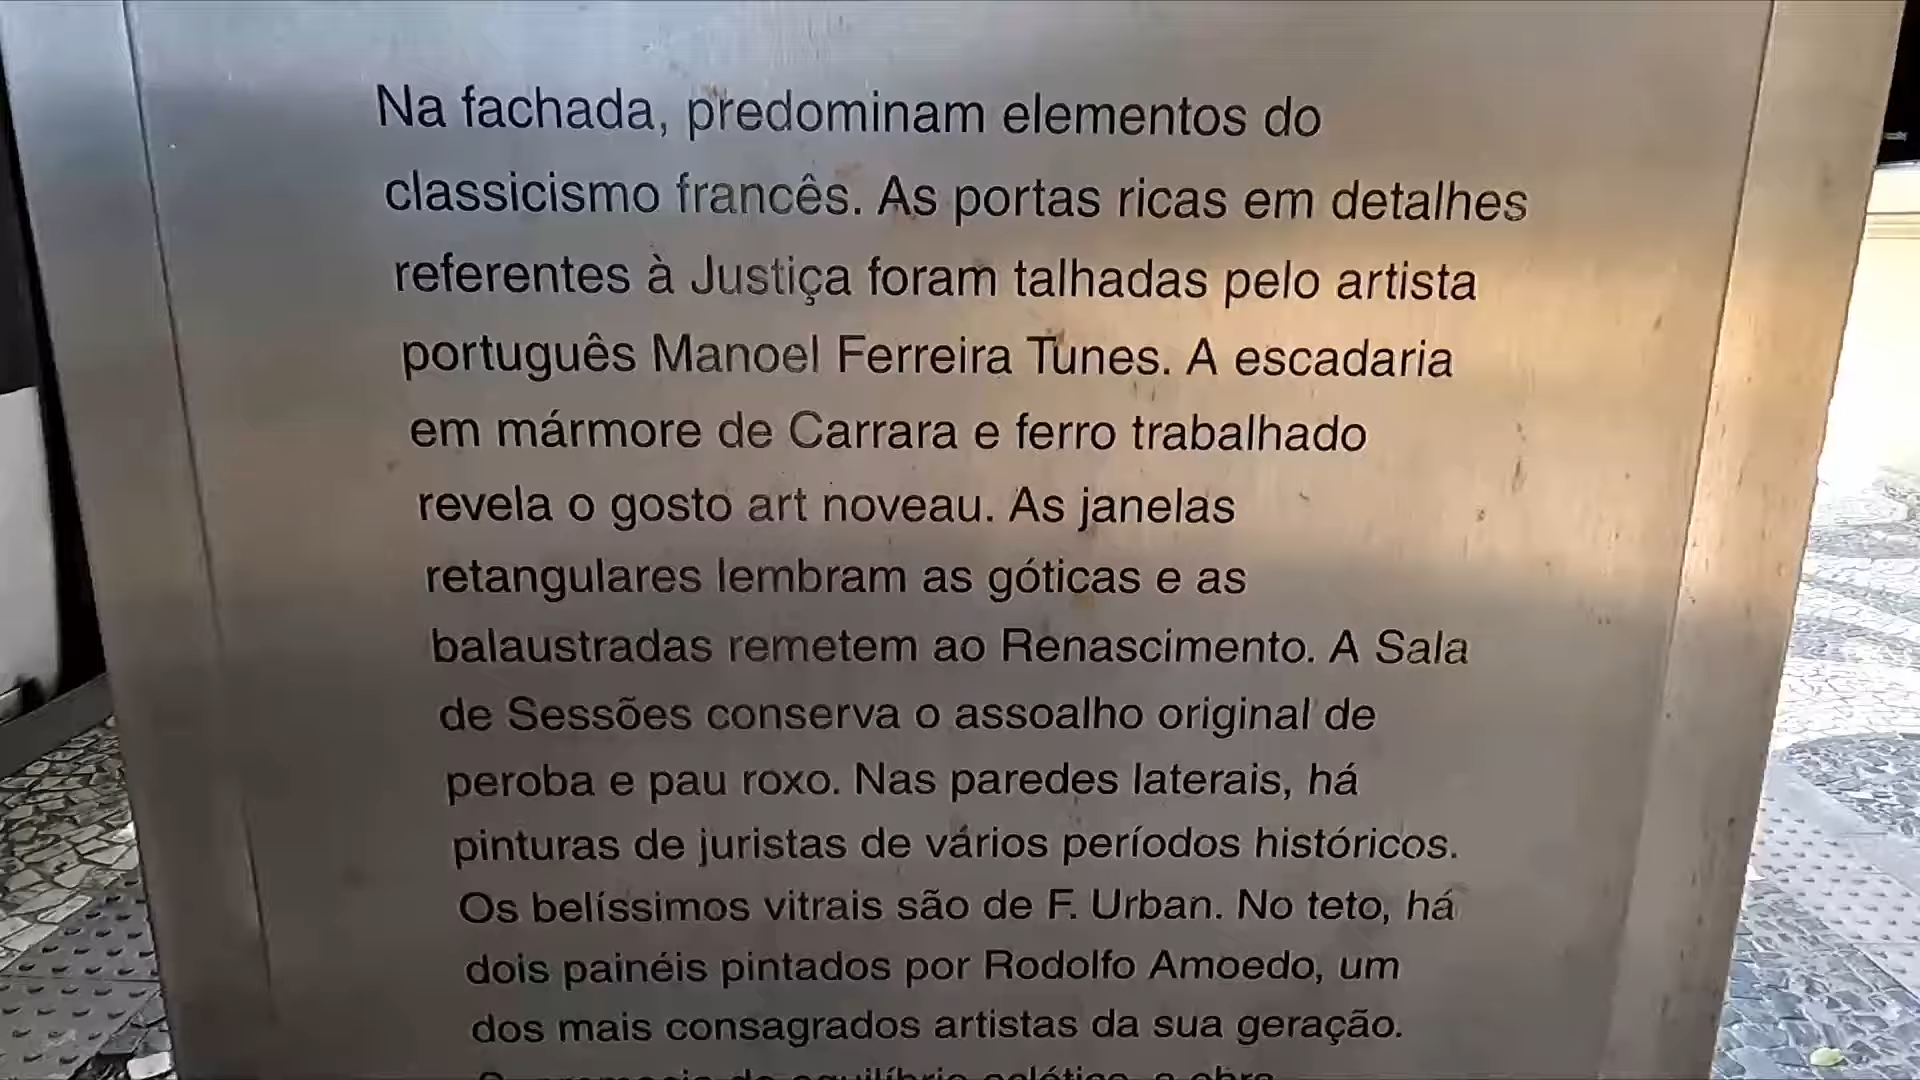 Na fachada, predominam elementos do
classicismo francês. As portas ricas em detalhes
referentes à Justiça foram talhadas pelo artista
português Manoel Ferreira Tunes. A escadaria
em mármore de Carrara e ferro trabalhado
revela o gosto art noveau. As janelas
retangulares lembram as góticas e as
balaustradas remetem ao Renascimento. A Sala
de Sessões conserva o assoalho original de
peroba e pau roxo. Nas paredes laterais, há
pinturas de juristas de vários períodos históricos.
Os belíssimos vitrais são de F. Urban. No teto, há
dois painéis pintados por Rodolfo Amoedo, um
dos mais consagrados artistas da sua geração.
de equilíbrio eclético, a obra